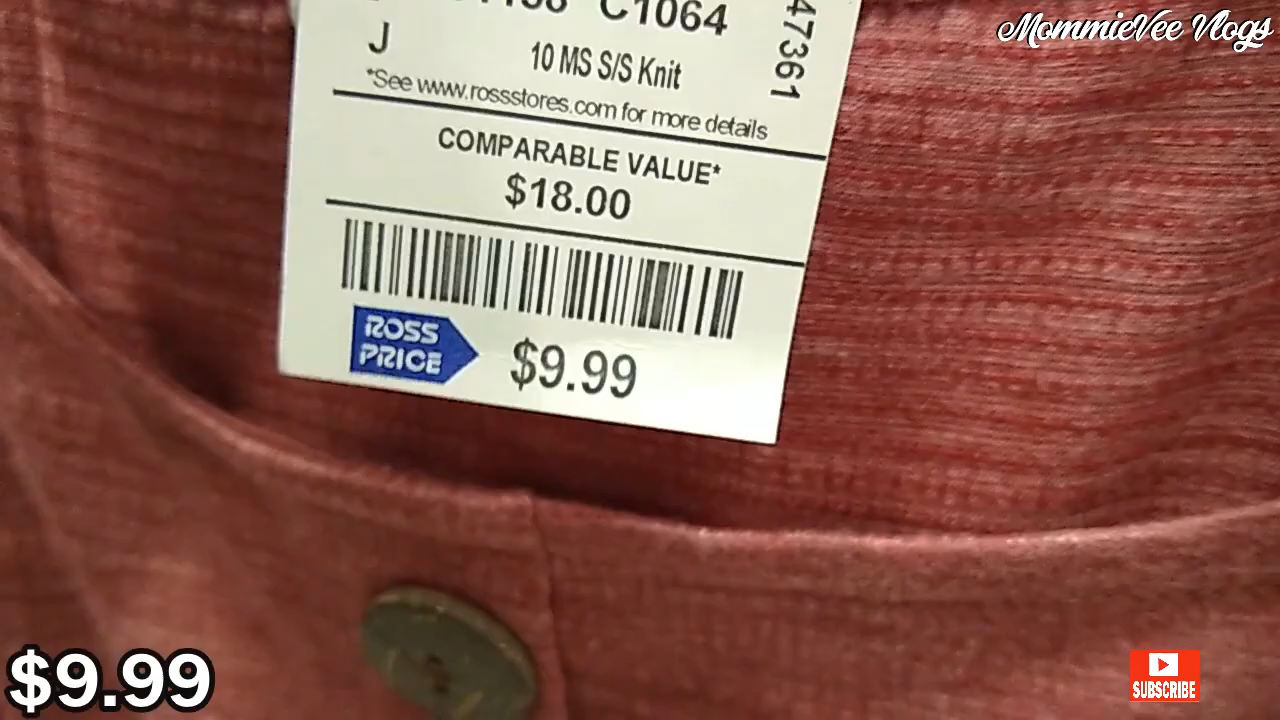 C1064
47361
J
10 MS S/S Knit
*See www.rossstores.com for more details
COMPARABLE VALUE*
$18.00
ROSS
PRICE
$9.99
MommieVee Vlogs
$9.99
SUBSCRIBE